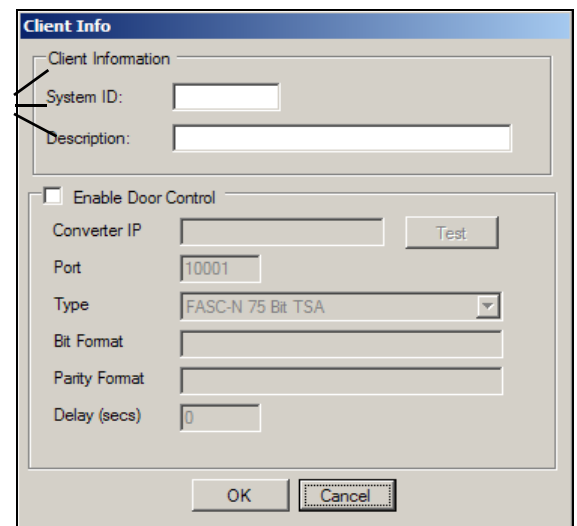 Client Info
Client Information
System ID:
Description:
Enable Door Control
Converter IP
Test
Port
10001
Type
FASC-N 75 Bit TSA
Bit Format
Parity Format
Delay (secs)
0
OK
Cancel